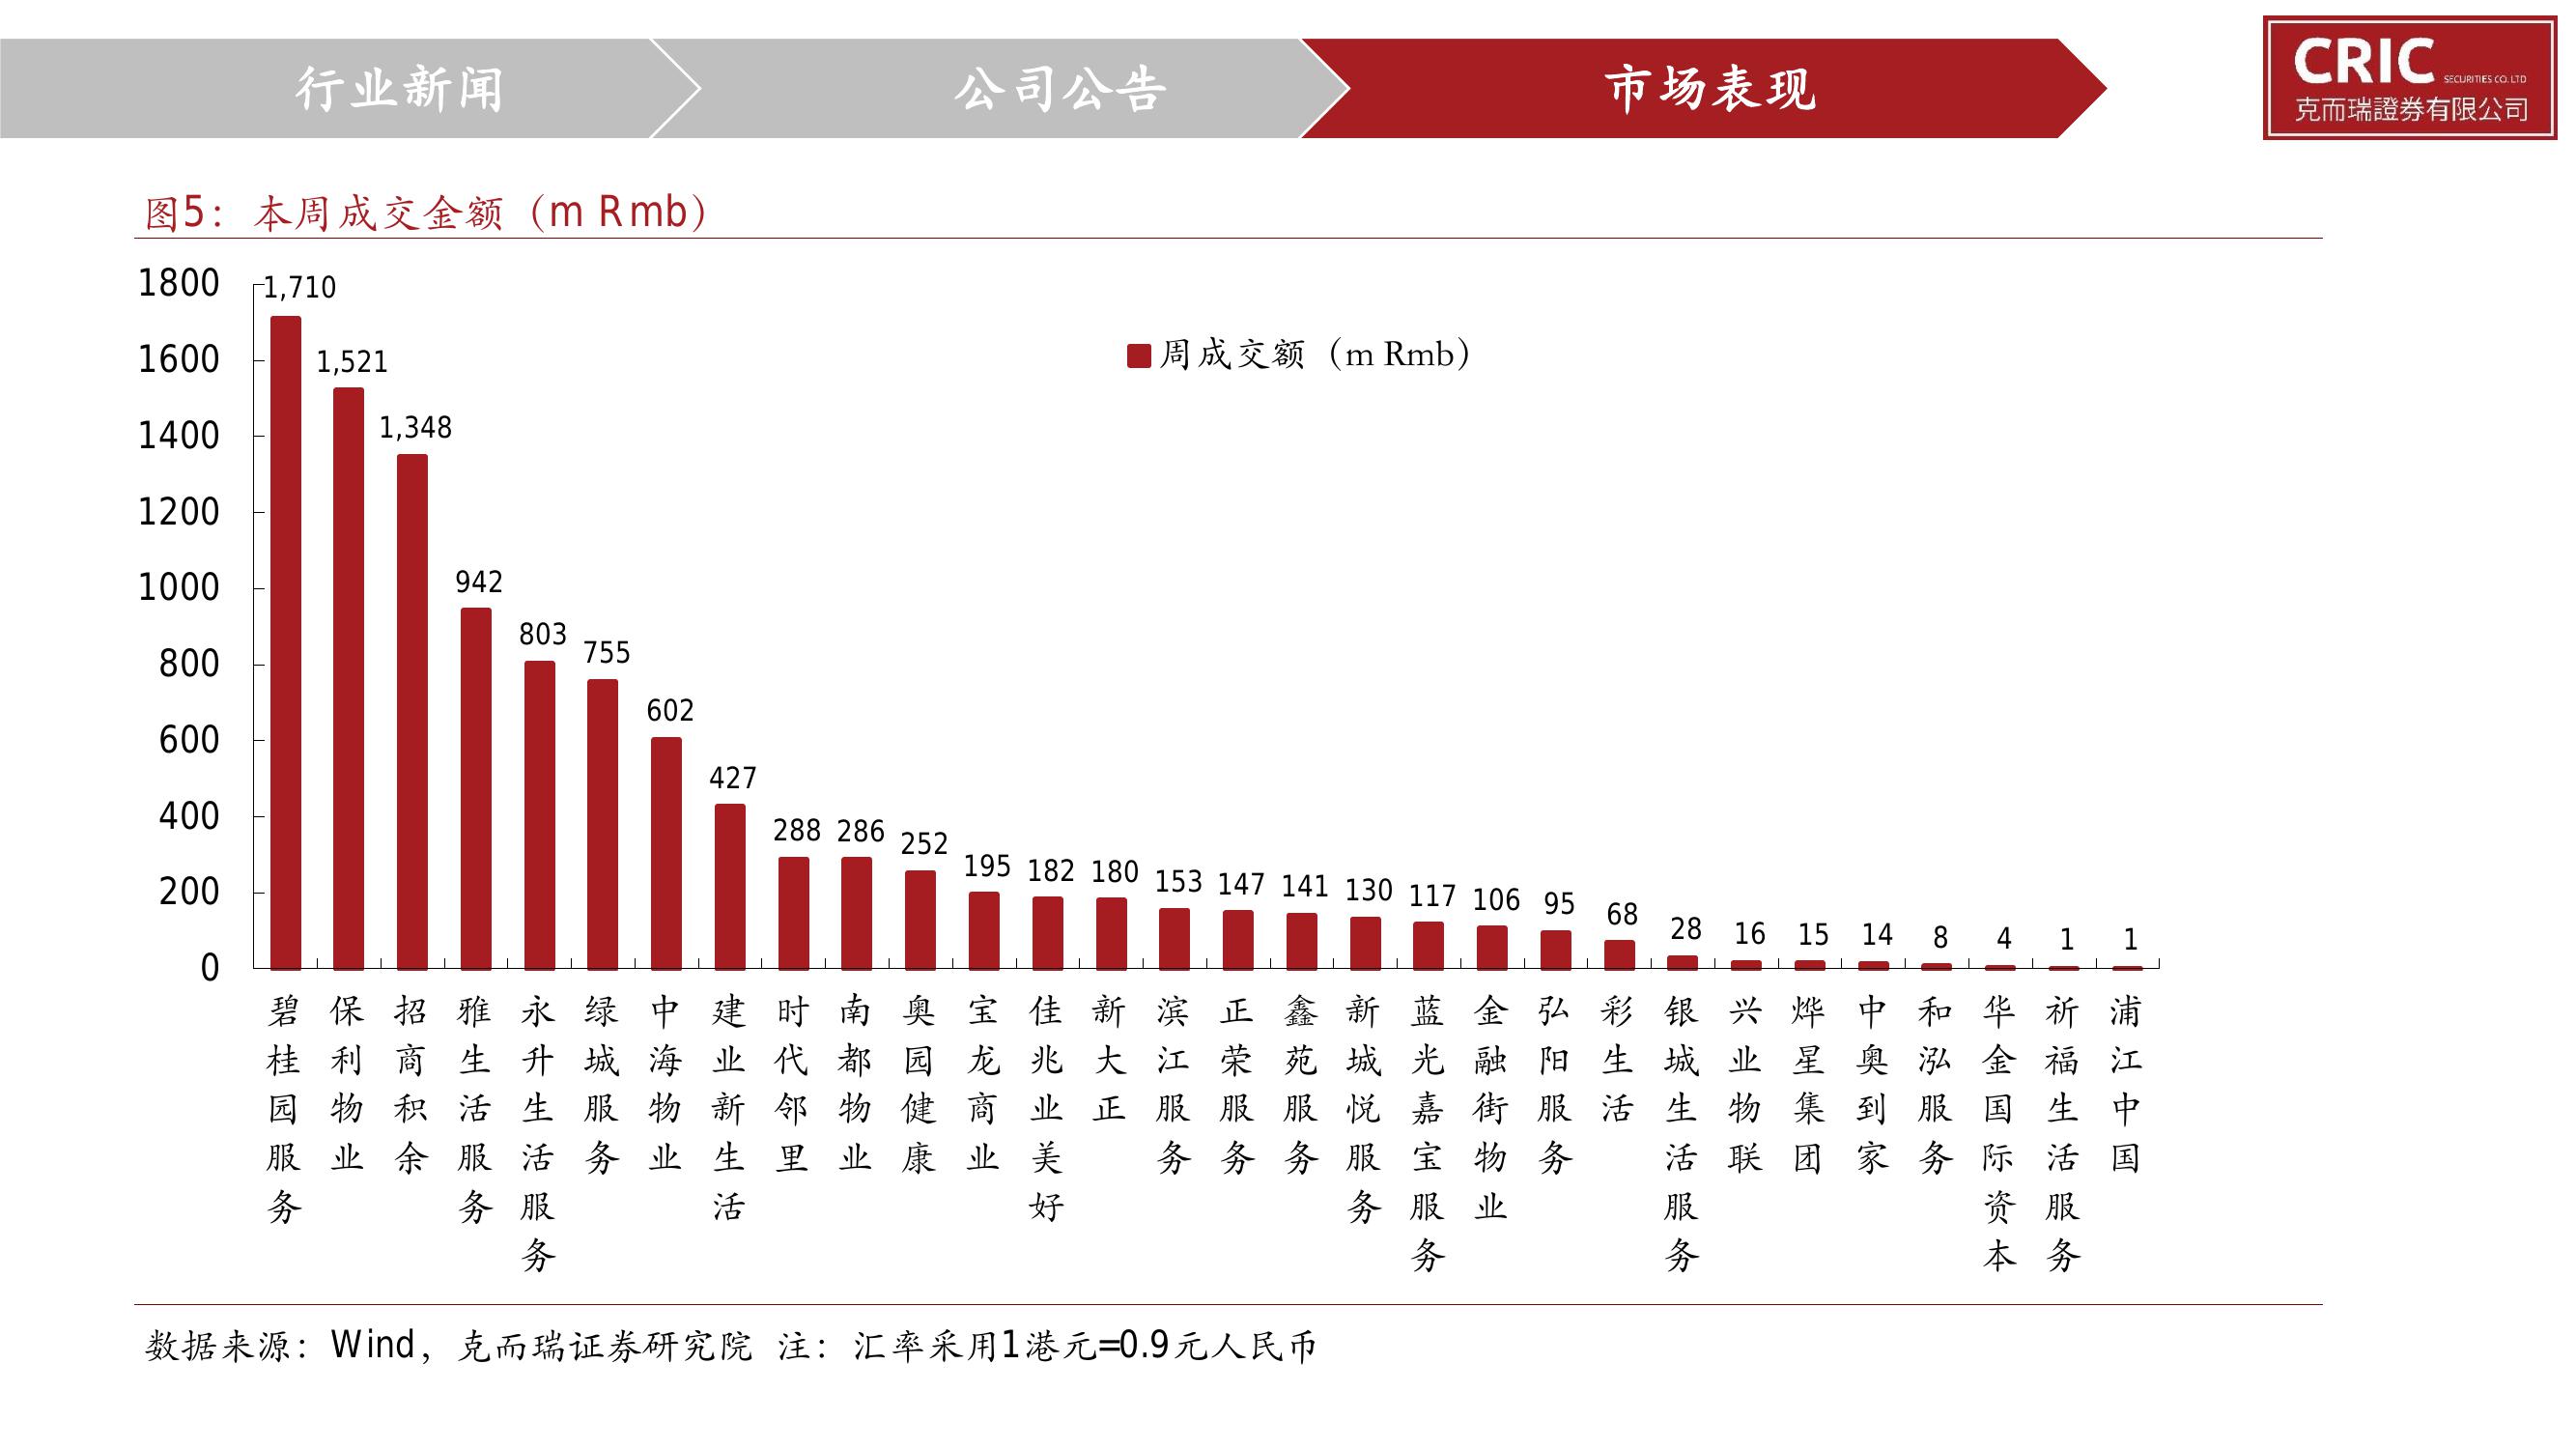 行业新闻
公司公告
市场表现
CRIC SECURITIES CO. LTD
克而瑞證券有限公司
图5：本周成交金额（m Rmb）
1800
1600
1400
1200
1000
800
600
400
200
0
周成交额（m Rmb）
1,710
1,521
1,348
942
803
755
602
427
288
286
252
195
182
180
153
147
141
130
117
106
95
68
28
16
15
14
8
4
1
1
碧桂园服务
保利物业
招商积余
雅生活服务
永升生活服务
绿城服务
中海物业
建业新生活
时代邻里
南都物业
奥园健康
宝龙商业
佳兆业美好
新大正
滨江服务
正荣服务
鑫苑服务
新城悦服务
蓝光嘉宝服务
金融街物业
弘阳服务
彩生活
银城生活服务
兴业物联
烨星集团
中奥到家
和泓服务
华金国际资本
祈福生活服务
浦江中国
数据来源：Wind，克而瑞证券研究院 注：汇率采用1港元=0.9元人民币